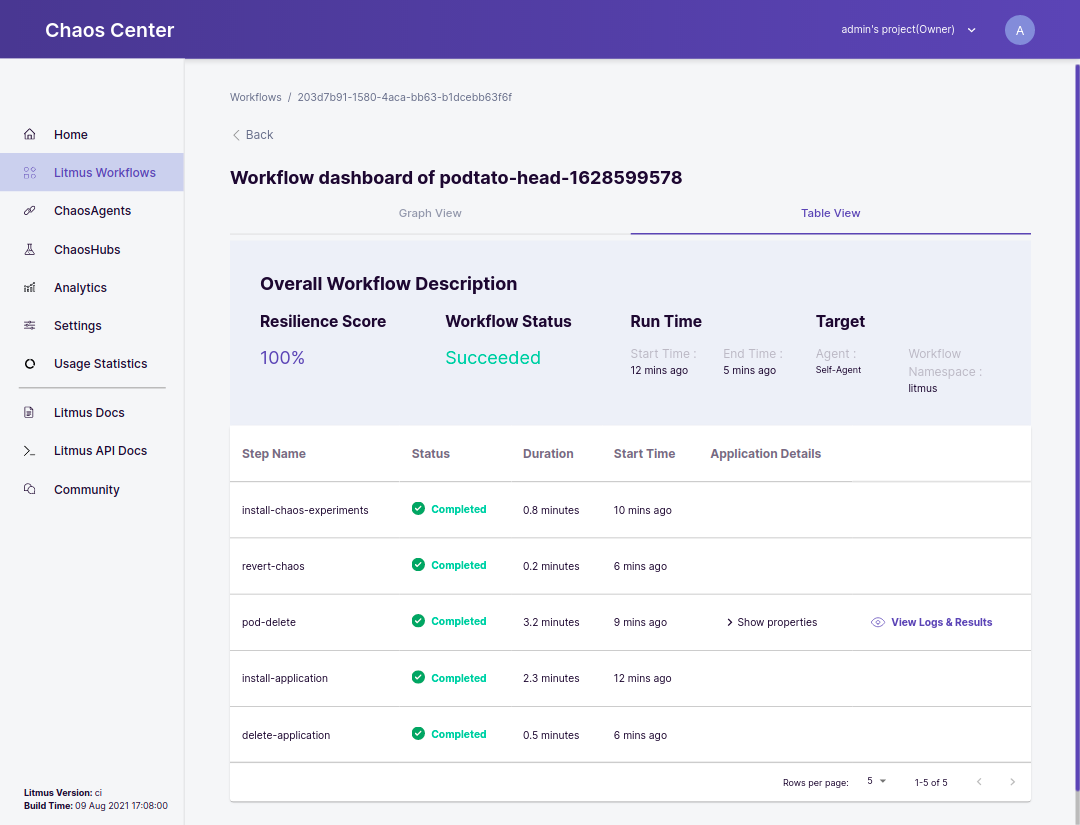 Chaos Center
admin's project(Owner)
A
Home
Litmus Workflows
ChaosAgents
ChaosHubs
Analytics
Settings
Usage Statistics
Litmus Docs
Litmus API Docs
Community
Litmus Version: ci
Build Time: 09 Aug 2021 17:08:00
Workflows / 203d7b91-1580-4aca-bb63-b1dcebb63f6f
Back
Workflow dashboard of podtato-head-1628599578
Graph View Table View
Overall Workflow Description
Resilience Score Workflow Status Run Time Target
100% Succeeded
Start Time : End Time : Agent : Workflow
Namespace :
12 mins ago 5 mins ago Self-Agent
litmus
Step Name Status Duration Start Time Application Details
install-chaos-experiments Completed 0.8 minutes 10 mins ago
revert-chaos Completed 0.2 minutes 6 mins ago
pod-delete Completed 3.2 minutes 9 mins ago Show properties View Logs & Results
install-application Completed 2.3 minutes 12 mins ago
delete-application Completed 0.5 minutes 6 mins ago
Rows per page: 5 1-5 of 5